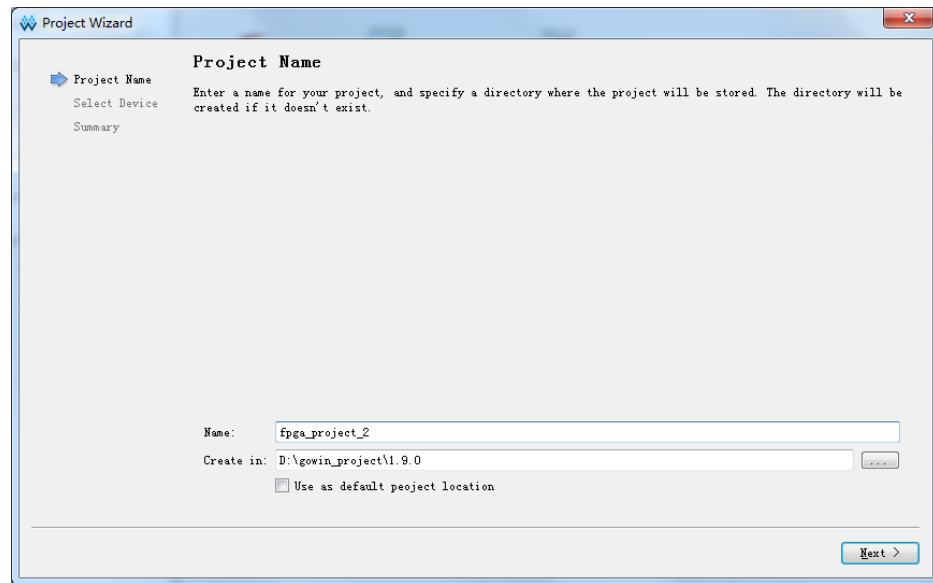 Project Wizard
Project Name
Select Device
Summary
Project Name
Enter a name for your project, and specify a directory where the project will be stored. The directory will be
created if it doesn't exist.
Name: fpga_project_2
Create in: D:\gowin_project\1.9.0 ...
Use as default peoject location
Next >